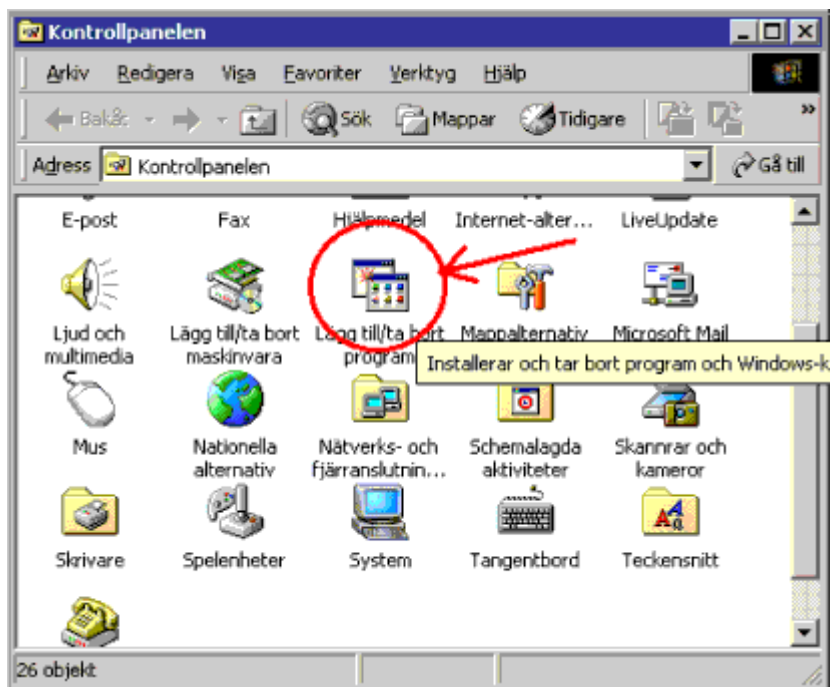 Kontrollpanelen
Arkiv Redigera Visa Favoriter Verktyg Hjälp
Bakåt Sök Mappar Tidigare »
Adress Kontrollpanelen Gå till
E-post Fax Hjälpmedel Internet-alter... LiveUpdate
Ljud och Lägg till/ta bort Lägg till/ta bort Mappalternativ Microsoft Mail
multimedia maskinvara program
Installerar och tar bort program och Windows-k
Mus Nationella Nätverks- och Schemalagda Skannrar och
alternativ fjärranslutnin... aktiviteter kameror
Skrivare Spelenheter System Tangentbord Teckensnitt
26 objekt